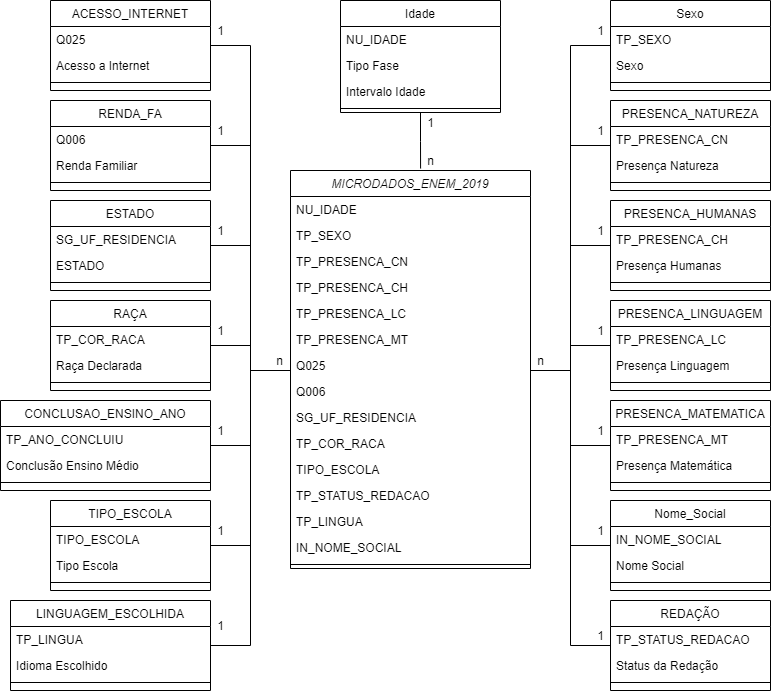 ACESSO_INTERNET
Q025
Acesso a Internet
1
RENDA_FA
Q006
Renda Familiar
1
ESTADO
SG_UF_RESIDENCIA
ESTADO
1
RAÇA
TP_COR_RACA
Raça Declarada
1
CONCLUSAO_ENSINO_ANO
TP_ANO_CONCLUIU
Conclusão Ensino Médio
1
TIPO_ESCOLA
TIPO_ESCOLA
Tipo Escola
1
LINGUAGEM_ESCOLHIDA
TP_LINGUA
Idioma Escolhido
1
n
Idade
NU_IDADE
Tipo Fase
Intervalo Idade
1
n
MICRODADOS_ENEM_2019
NU_IDADE
TP_SEXO
TP_PRESENCA_CN
TP_PRESENCA_CH
TP_PRESENCA_LC
TP_PRESENCA_MT
Q025
Q006
SG_UF_RESIDENCIA
TP_COR_RACA
TIPO_ESCOLA
TP_STATUS_REDACAO
TP_LINGUA
IN_NOME_SOCIAL
n
1
Sexo
TP_SEXO
Sexo
1
PRESENCA_NATUREZA
TP_PRESENCA_CN
Presença Natureza
1
PRESENCA_HUMANAS
TP_PRESENCA_CH
Presença Humanas
1
PRESENCA_LINGUAGEM
TP_PRESENCA_LC
Presença Linguagem
1
PRESENCA_MATEMATICA
TP_PRESENCA_MT
Presença Matemática
1
Nome_Social
IN_NOME_SOCIAL
Nome Social
1
REDAÇÃO
TP_STATUS_REDACAO
Status da Redação